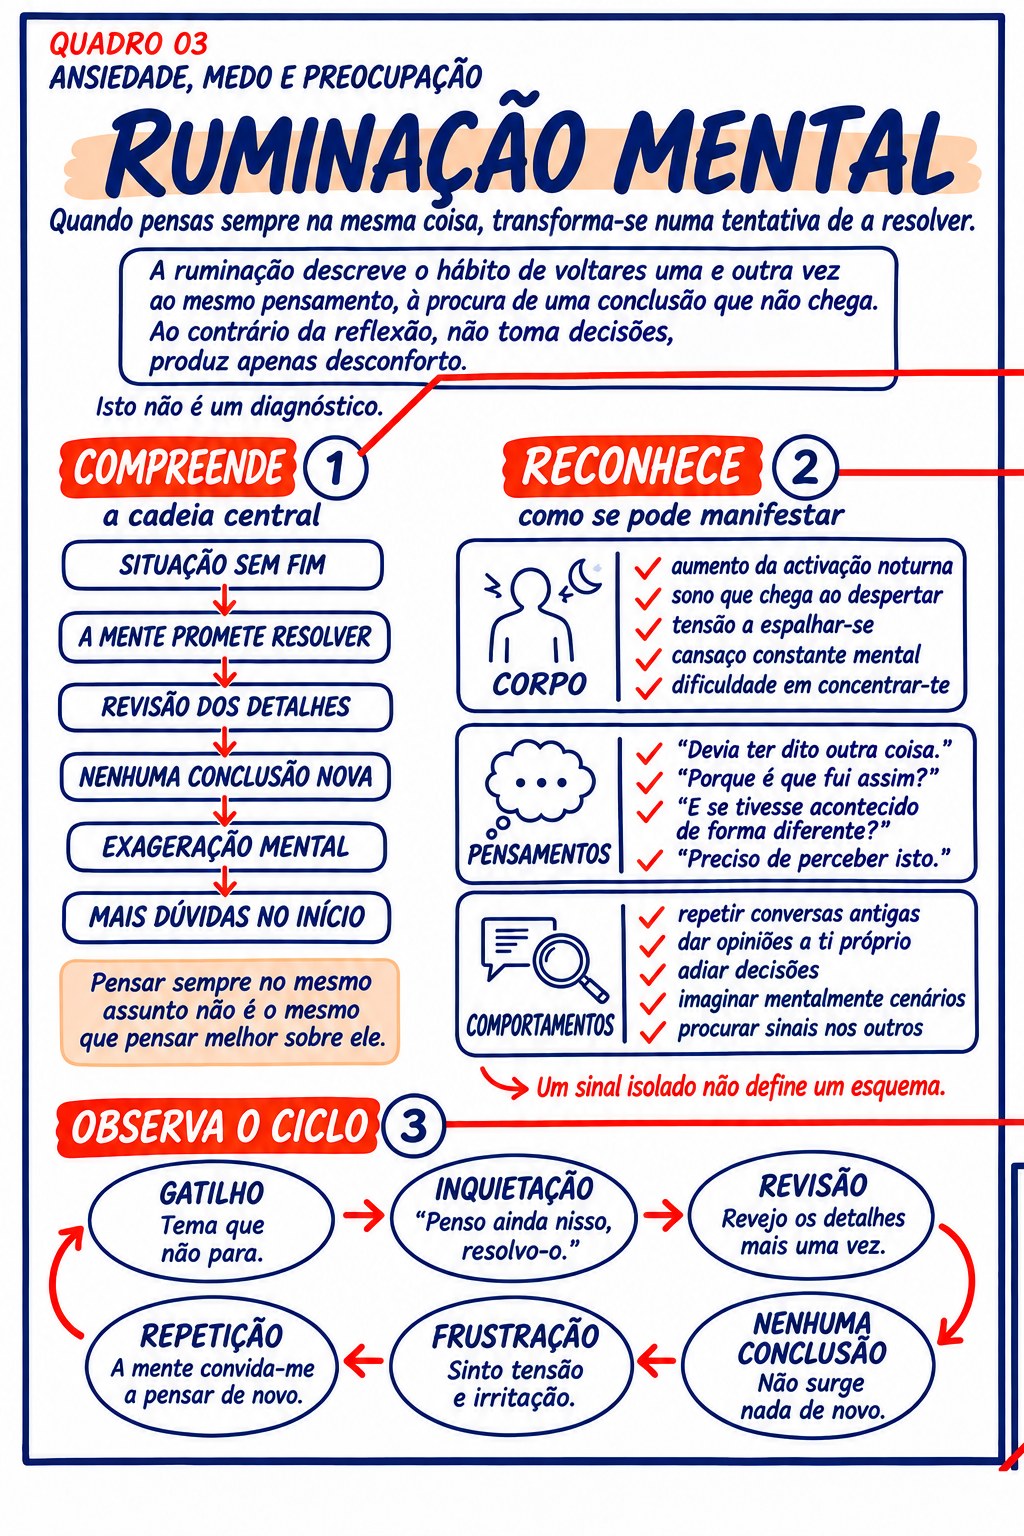 QUADRO 03
ANSIEDADE, MEDO E PREOCUPAÇÃO
RUMINAÇÃO MENTAL
Quando pensas sempre na mesma coisa, transforma-se numa tentativa de a resolver.
A ruminação descreve o hábito de voltares uma e outra vez
ao mesmo pensamento, à procura de uma conclusão que não chega.
Ao contrário da reflexão, não toma decisões,
produz apenas desconforto.
Isto não é um diagnóstico.
COMPREENDE 1
a cadeia central
SITUAÇÃO SEM FIM
A MENTE PROMETE RESOLVER
REVISÃO DOS DETALHES
NENHUMA CONCLUSÃO NOVA
EXAGERAÇÃO MENTAL
MAIS DÚVIDAS NO INÍCIO
Pensar sempre no mesmo
assunto não é o mesmo
que pensar melhor sobre ele.
RECONHECE 2
como se pode manifestar
CORPO
aumento da activação noturna
sono que chega ao despertar
tensão a espalhar-se
cansaço constante mental
dificuldade em concentrar-te
PENSAMENTOS
“Devia ter dito outra coisa.”
“Porque é que fui assim?”
“E se tivesse acontecido
de forma diferente?”
“Preciso de perceber isto.”
COMPORTAMENTOS
repetir conversas antigas
dar opiniões a ti próprio
adiar decisões
imaginar mentalmente cenários
procurar sinais nos outros
Um sinal isolado não define um esquema.
OBSERVA O CICLO 3
GATILHO
Tema que
não para.
INQUIETAÇÃO
“Penso ainda nisso,
resolvo-o.”
REVISÃO
Revejo os detalhes
mais uma vez.
NENHUMA
CONCLUSÃO
Não surge
nada de novo.
FRUSTRAÇÃO
Sinto tensão
e irritação.
REPETIÇÃO
A mente convida-me
a pensar de novo.